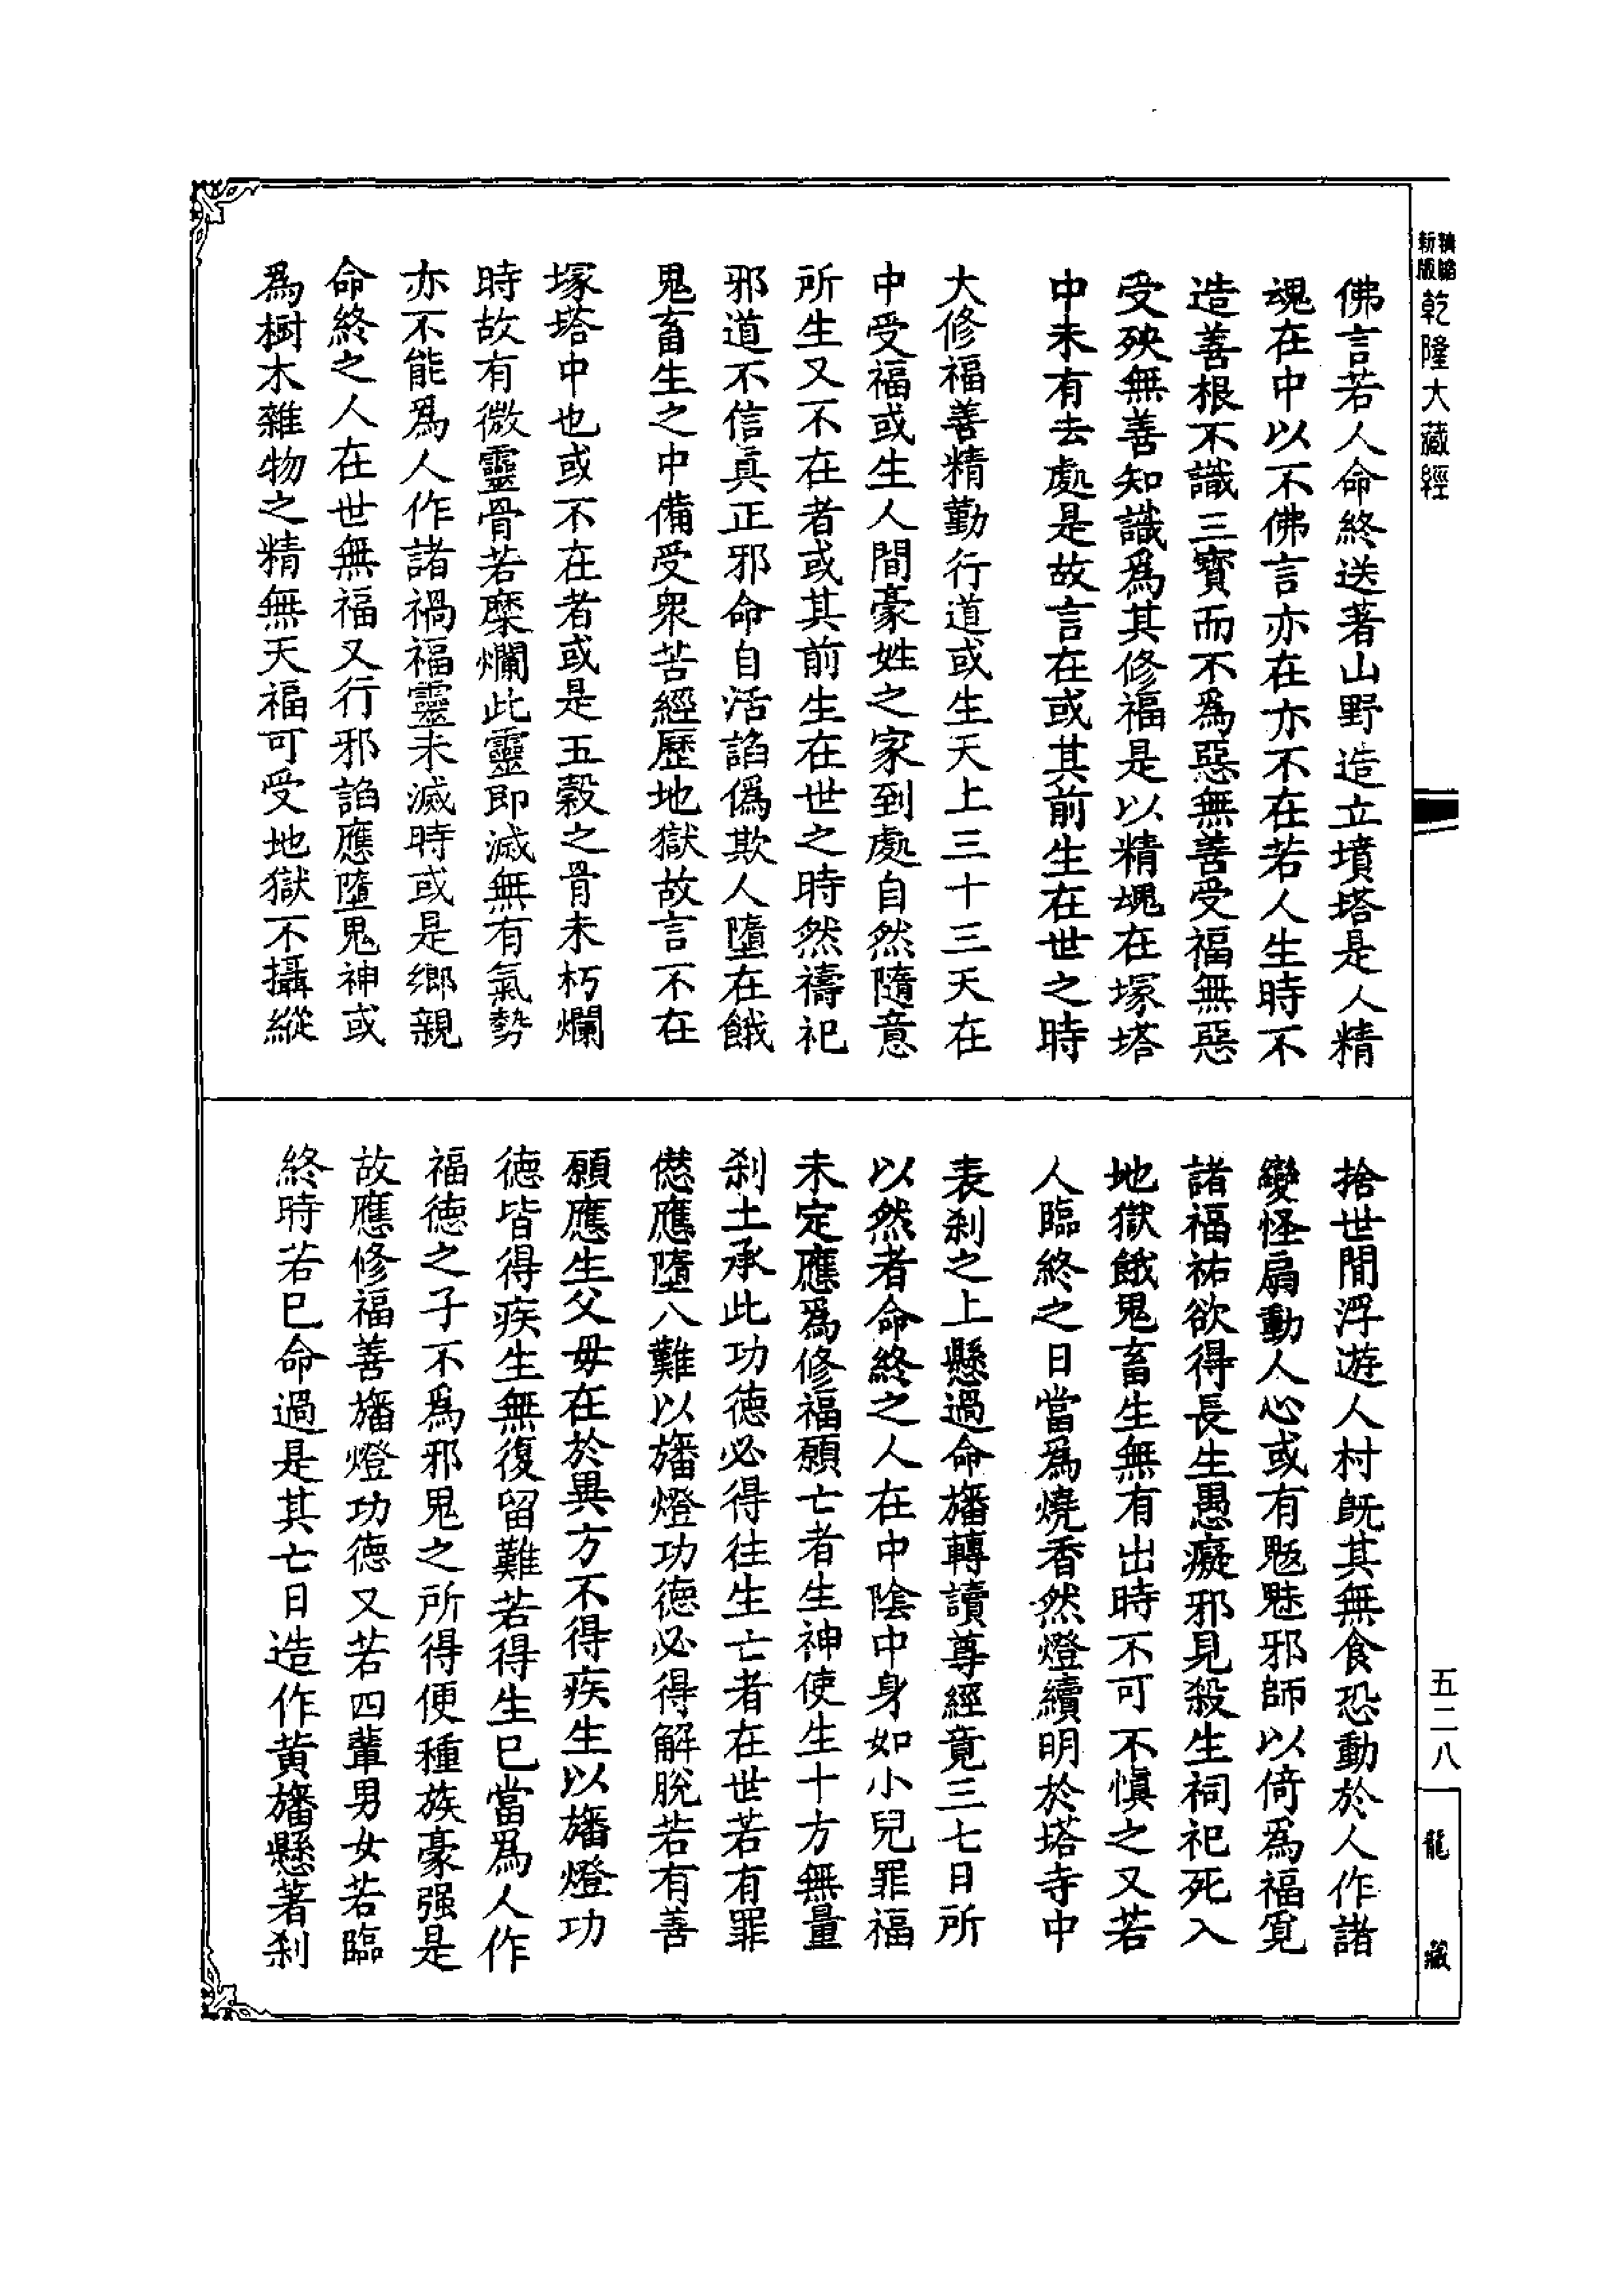 新版
精縮
乾隆大藏經
佛言若人命終送著山野造立墳塔是人精
魂在中以不佛言亦在亦不在若人生時不
造善根不識三寶而不爲惡無善受福無惡
受殃無善知識爲其修福是以精魂在塚塔
中未有去處是故言在或其前生在世之時
大修福善精勤行道或生天上三十三天在
中受福或生人間豪姓之家到處自然隨意
所生又不在者或其前生在世之時然禱祀
邪道不信真正邪命自活諂僞欺人墮在餓
鬼畜生之中備受衆苦經歷地獄故言不在
塚塔中也或不在者或是五穀之骨未朽爛
時故有微靈骨若糜爛此靈即滅無有氣勢
亦不能爲人作諸禍福靈未滅時或是鄉親
命終之人在世無福又行邪諂應墮鬼神或
爲樹木雜物之精無天福可受地獄不攝縱
捨世間浮遊人村既其無食恐動於人作諸
變怪扇動人心或有魃魅邪師以倚爲福覓
諸福祐欲得長生愚癡邪見殺生祠祀死入
地獄餓鬼畜生無有出時不可不慎之又若
人臨終之日當爲燒香然燈續明於塔寺中
表刹之上懸過命旛轉讀尊經竟三七日所
以然者命終之人在中陰中身如小兒罪福
未定應爲修福願亡者生神使生十方無量
刹土承此功德必得往生亡者在世若有罪
愆應墮八難以旛燈功德必得解脫若有善
願應生父毋在於異方不得疾生以旛燈功
德皆得疾生無復留難若得生已當爲人作
福德之子不爲邪鬼之所得便種族豪强是
故應修福善旛燈功德又若四輩男女若臨
終時若已命過是其七日造作黄旛懸著刹
五二八
龍藏